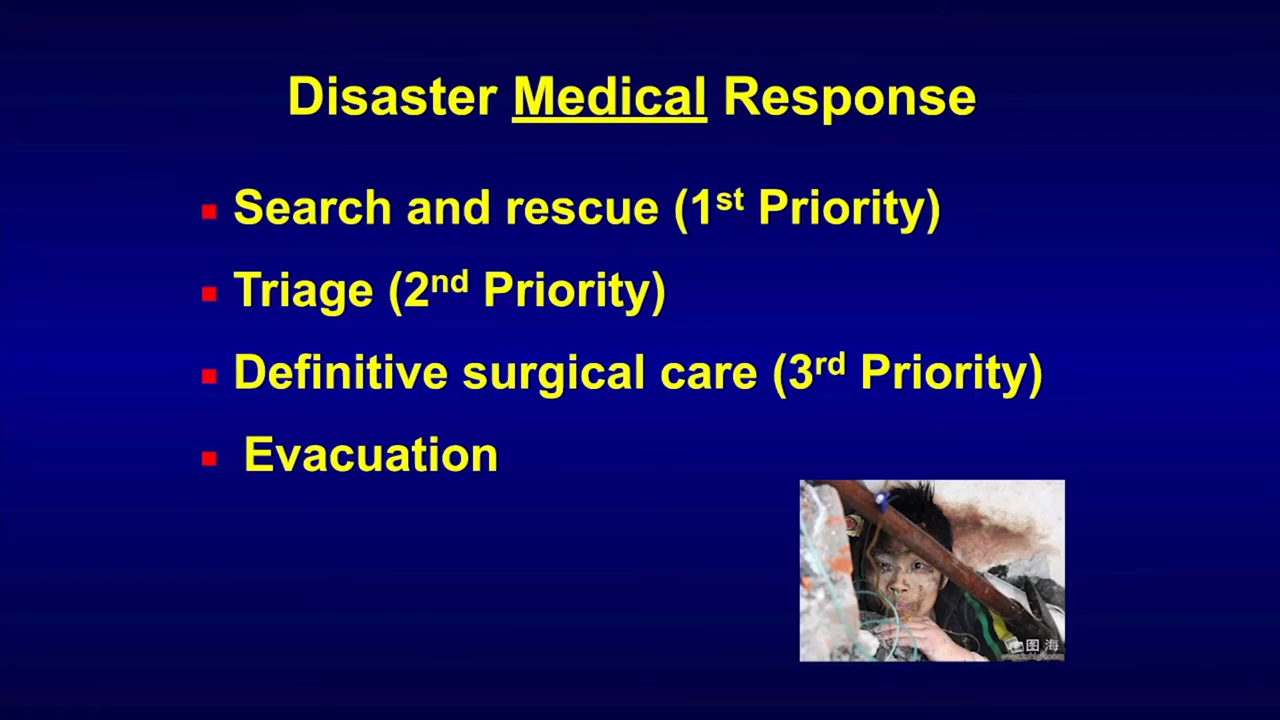 Disaster Medical Response
Search and rescue (1st Priority)
Triage (2nd Priority)
Definitive surgical care (3rd Priority)
Evacuation
图海